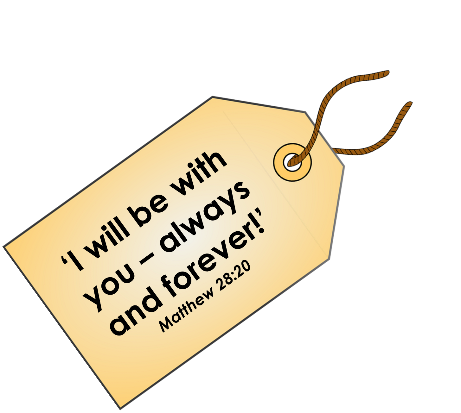 ‘I will be with
you – always
and forever!’
Matthew 28:20